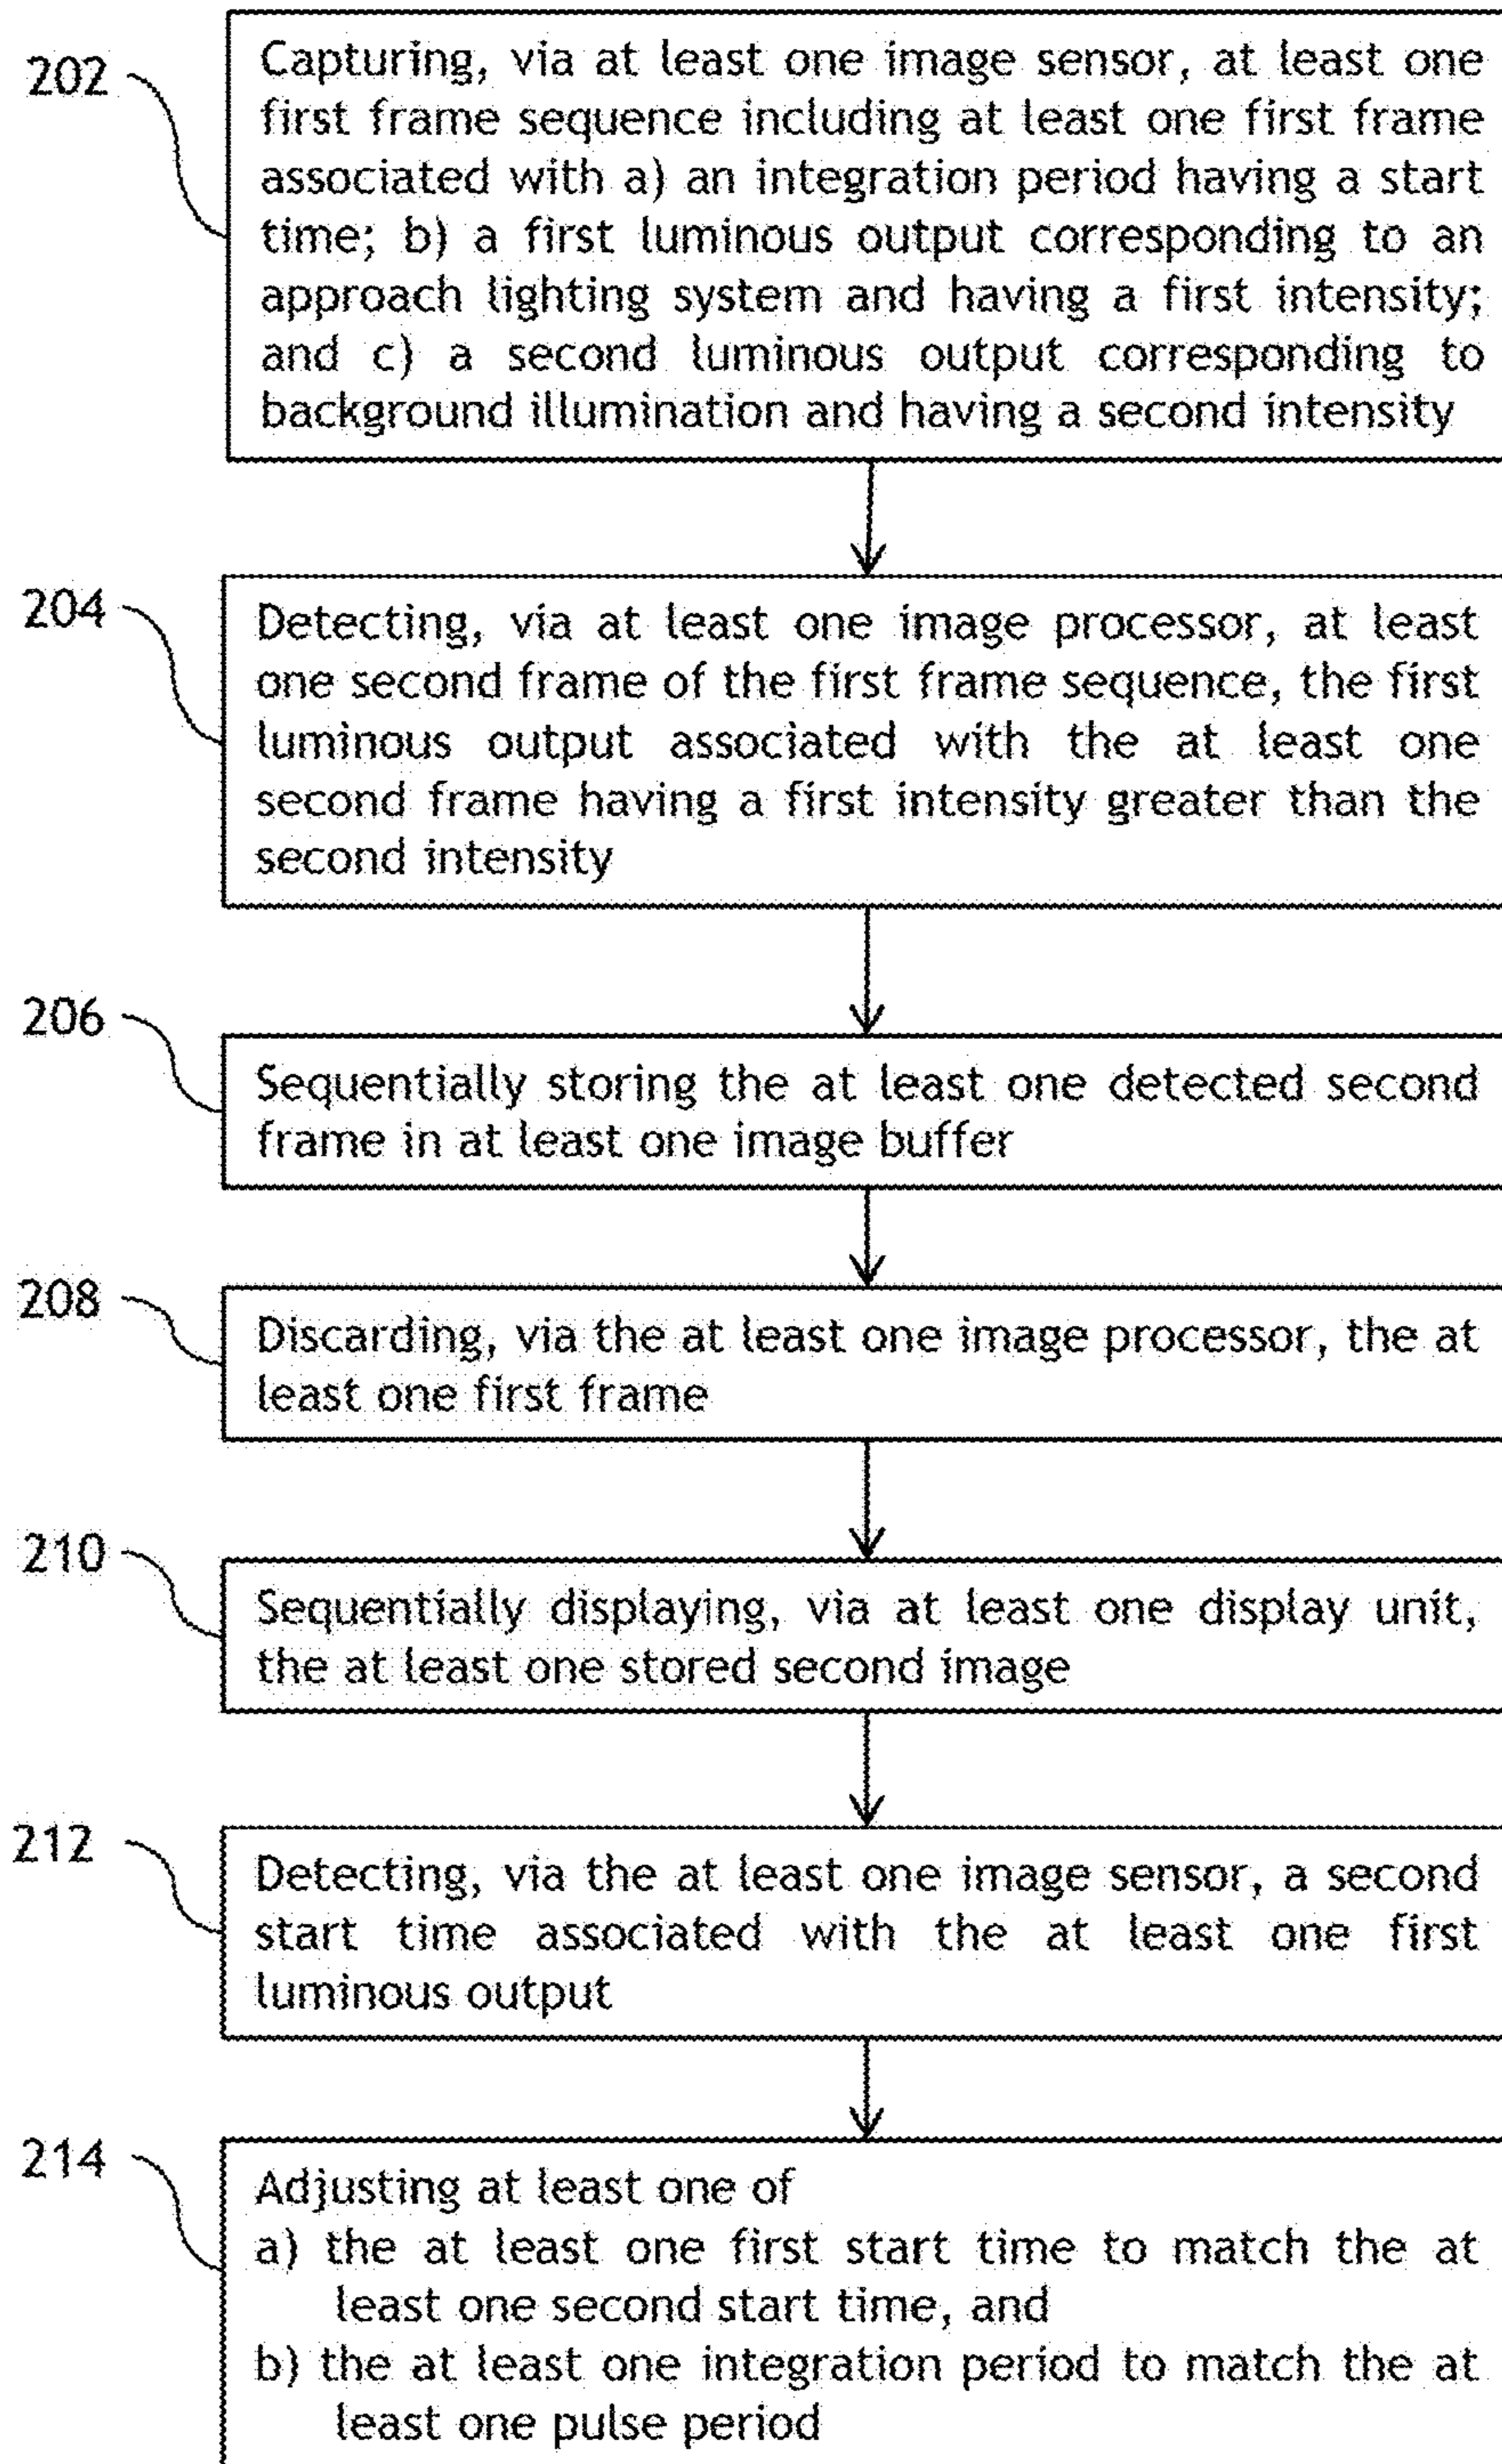 202
Capturing, via at least one image sensor, at least one
first frame sequence including at least one first frame
associated with a) an integration period having a start
time; b) a first luminous output corresponding to an
approach lighting system and having a first intensity;
and c) a second luminous output corresponding to
background illumination and having a second intensity
204
Detecting, via at least one image processor, at least
one second frame of the first frame sequence, the first
luminous output associated with the at least one
second frame having a first intensity greater than the
second intensity
206
Sequentially storing the at least one detected second
frame in at least one image buffer
208
Discarding, via the at least one image processor, the at
least one first frame
210
Sequentially displaying, via at least one display unit,
the at least one stored second image
212
Detecting, via the at least one image sensor, a second
start time associated with the at least one first
luminous output
214
Adjusting at least one of
a) the at least one first start time to match the at
least one second start time, and
b) the at least one integration period to match the at
least one pulse period